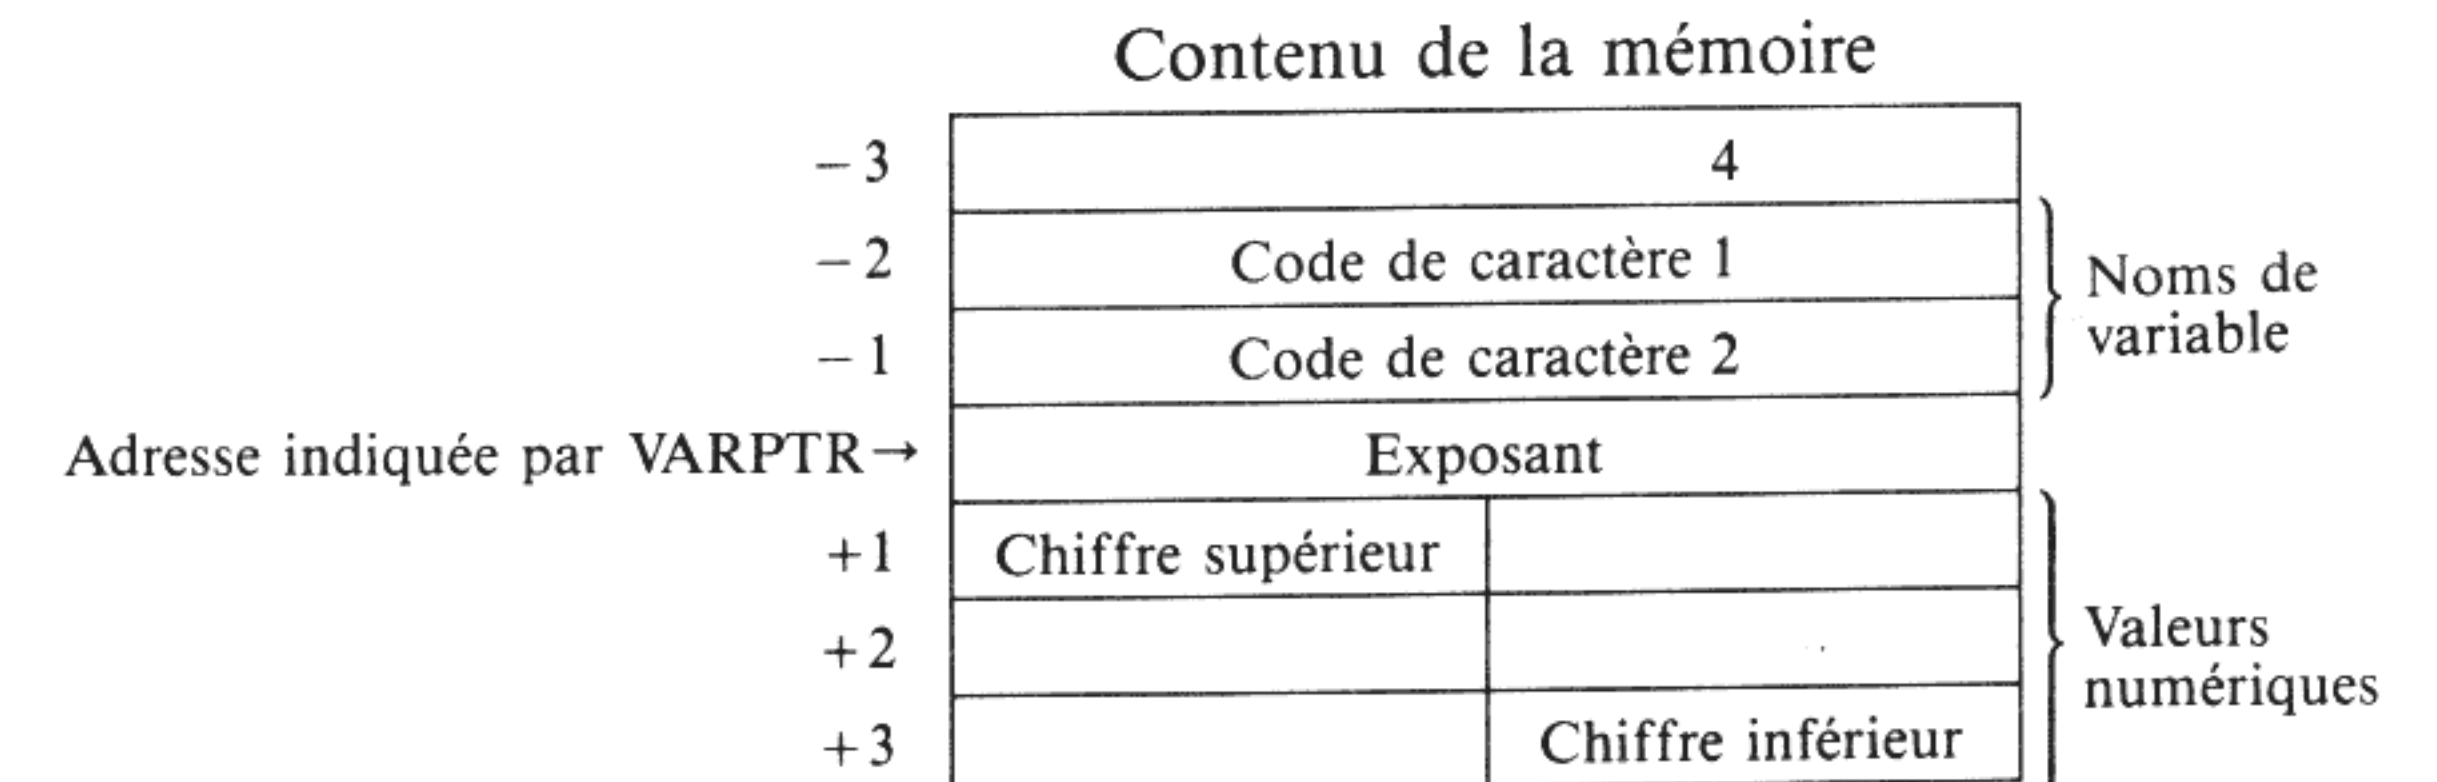 Contenu de la mémoire
−3 4
−2 Code de caractère 1
−1 Code de caractère 2
Noms de
variable
Adresse indiquée par VARPTR→ Exposant
+1 Chiffre supérieur
+2
Valeurs
numériques
+3 Chiffre inférieur